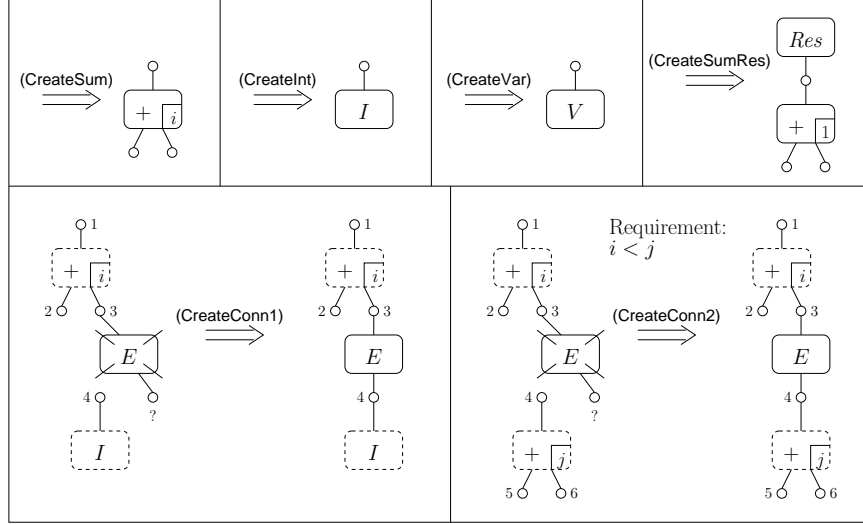 (CreateSum)
+ i
(CreateInt)
I
(CreateVar)
V
(CreateSumRes)
Res
+ 1
1
+ i
2 3
E
4
?
I
(CreateConn1)
1
+ i
2 3
E
4
I
1
+ i
2 3
E
4
?
+ j
5 6
Requirement:
i < j
(CreateConn2)
1
+ i
2 3
E
4
+ j
5 6